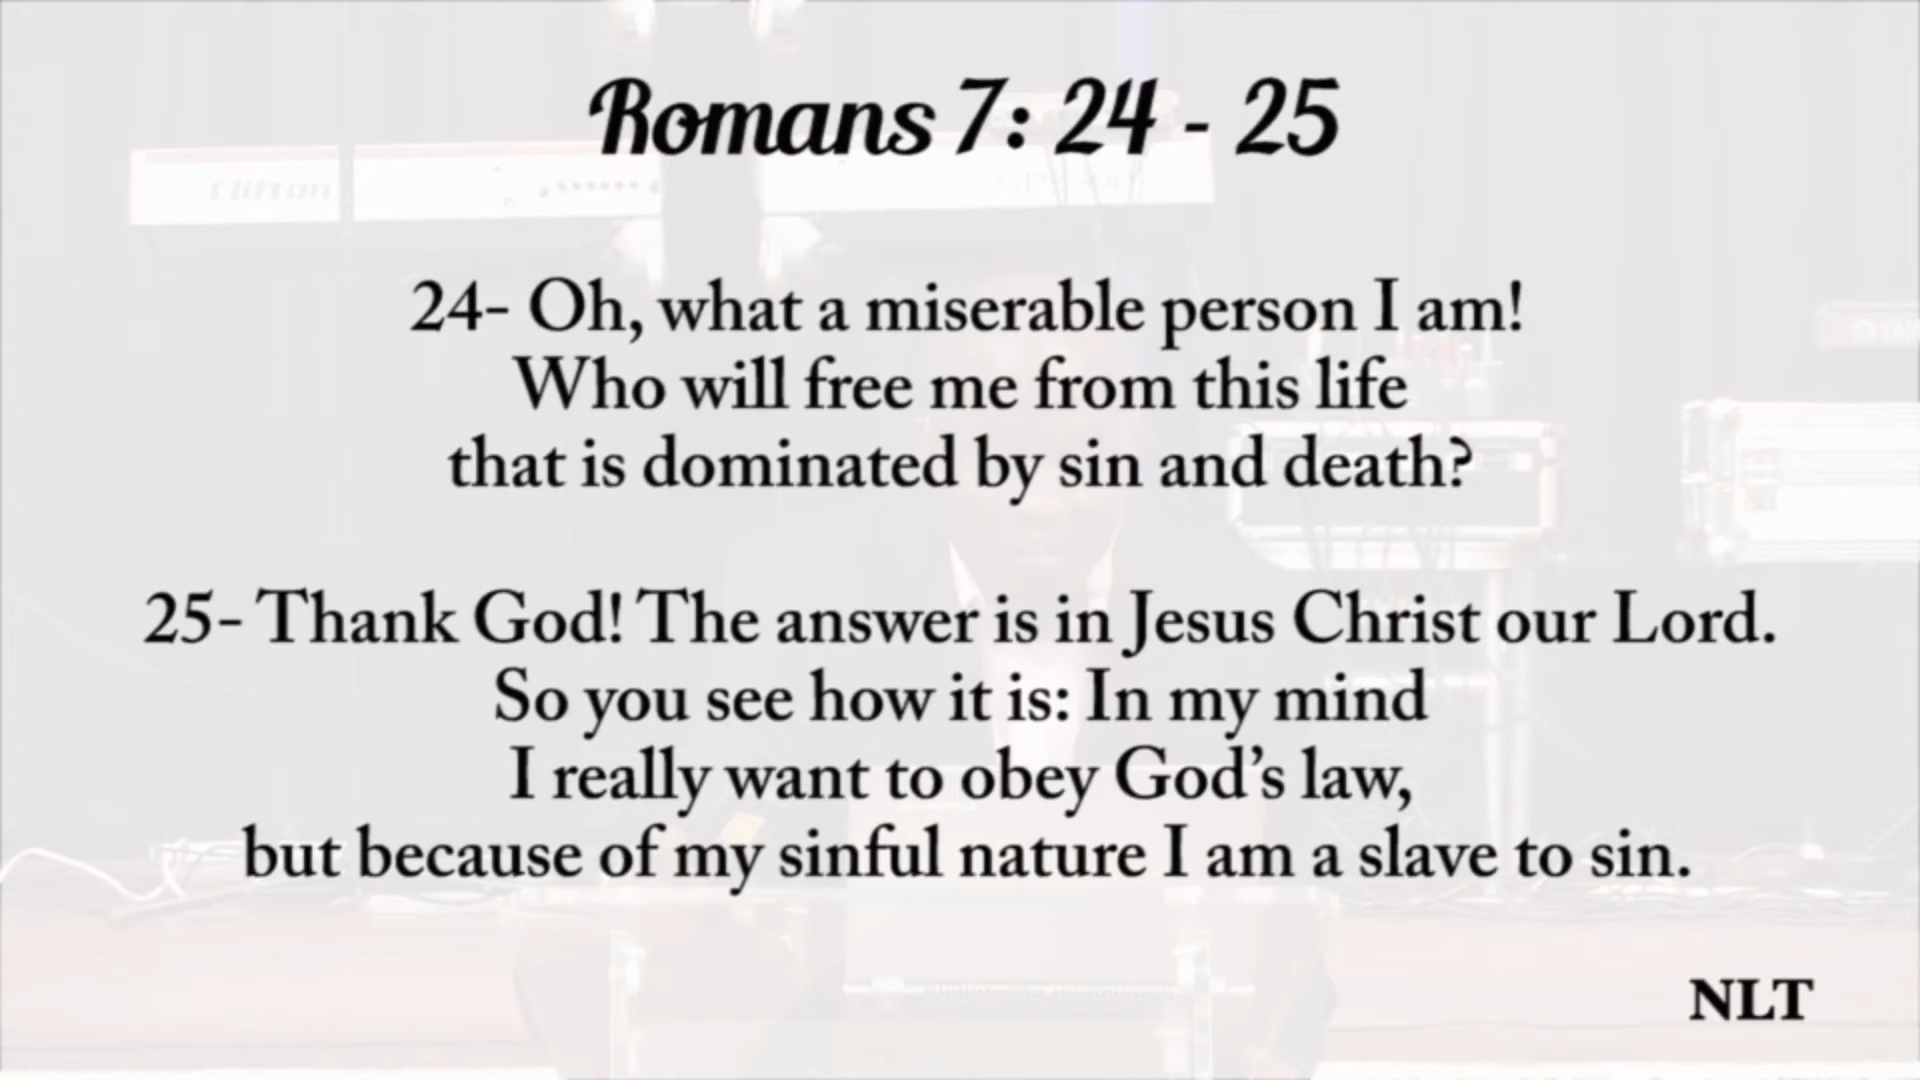 Romans 7: 24 - 25
Clifton
24- Oh, what a miserable person I am!
Who will free me from this life
that is dominated by sin and death?
25- Thank God! The answer is in Jesus Christ our Lord.
So you see how it is: In my mind
I really want to obey God’s law,
but because of my sinful nature I am a slave to sin.
NLT